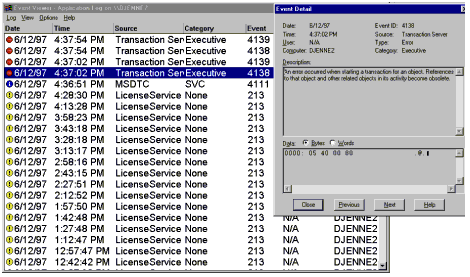 Event Viewer - Application Log on \\DJENNE2
Log View Options Help
Date Time Source Category Event
6/12/97 4:37:54 PM Transaction Ser Executive 4139
6/12/97 4:37:54 PM Transaction Ser Executive 4138
6/12/97 4:37:02 PM Transaction Ser Executive 4139
6/12/97 4:37:02 PM Transaction Ser Executive 4138
6/12/97 4:36:51 PM MSDTC SVC 4111
6/12/97 4:28:30 PM LicenseService None 213
6/12/97 4:13:28 PM LicenseService None 213
6/12/97 3:58:23 PM LicenseService None 213
6/12/97 3:43:18 PM LicenseService None 213
6/12/97 3:28:18 PM LicenseService None 213
6/12/97 3:13:17 PM LicenseService None 213
6/12/97 2:58:16 PM LicenseService None 213
6/12/97 2:43:15 PM LicenseService None 213
6/12/97 2:27:51 PM LicenseService None 213
6/12/97 2:12:52 PM LicenseService None 213
6/12/97 1:57:50 PM LicenseService None 213
6/12/97 1:42:48 PM LicenseService None 213 N/A DJENNE2
6/12/97 1:27:48 PM LicenseService None 213 N/A DJENNE2
6/12/97 1:12:47 PM LicenseService None 213 N/A DJENNE2
6/12/97 12:57:47 PM LicenseService None 213 N/A DJENNE2
6/12/97 12:42:42 PM LicenseService None 213 N/A DJENNE2
Event Detail
Date: 6/12/97 Event ID: 4138
Time: 4:37:02 PM Source: Transaction Server
User: N/A Type: Error
Computer: DJENNE2 Category: Executive
Description:
An error occurred when starting a transaction for an object. References
to that object and other related objects in its activity become obsolete.
Data: Bytes Words
0000: 05 40 00 80 .@.
Close Previous Next Help